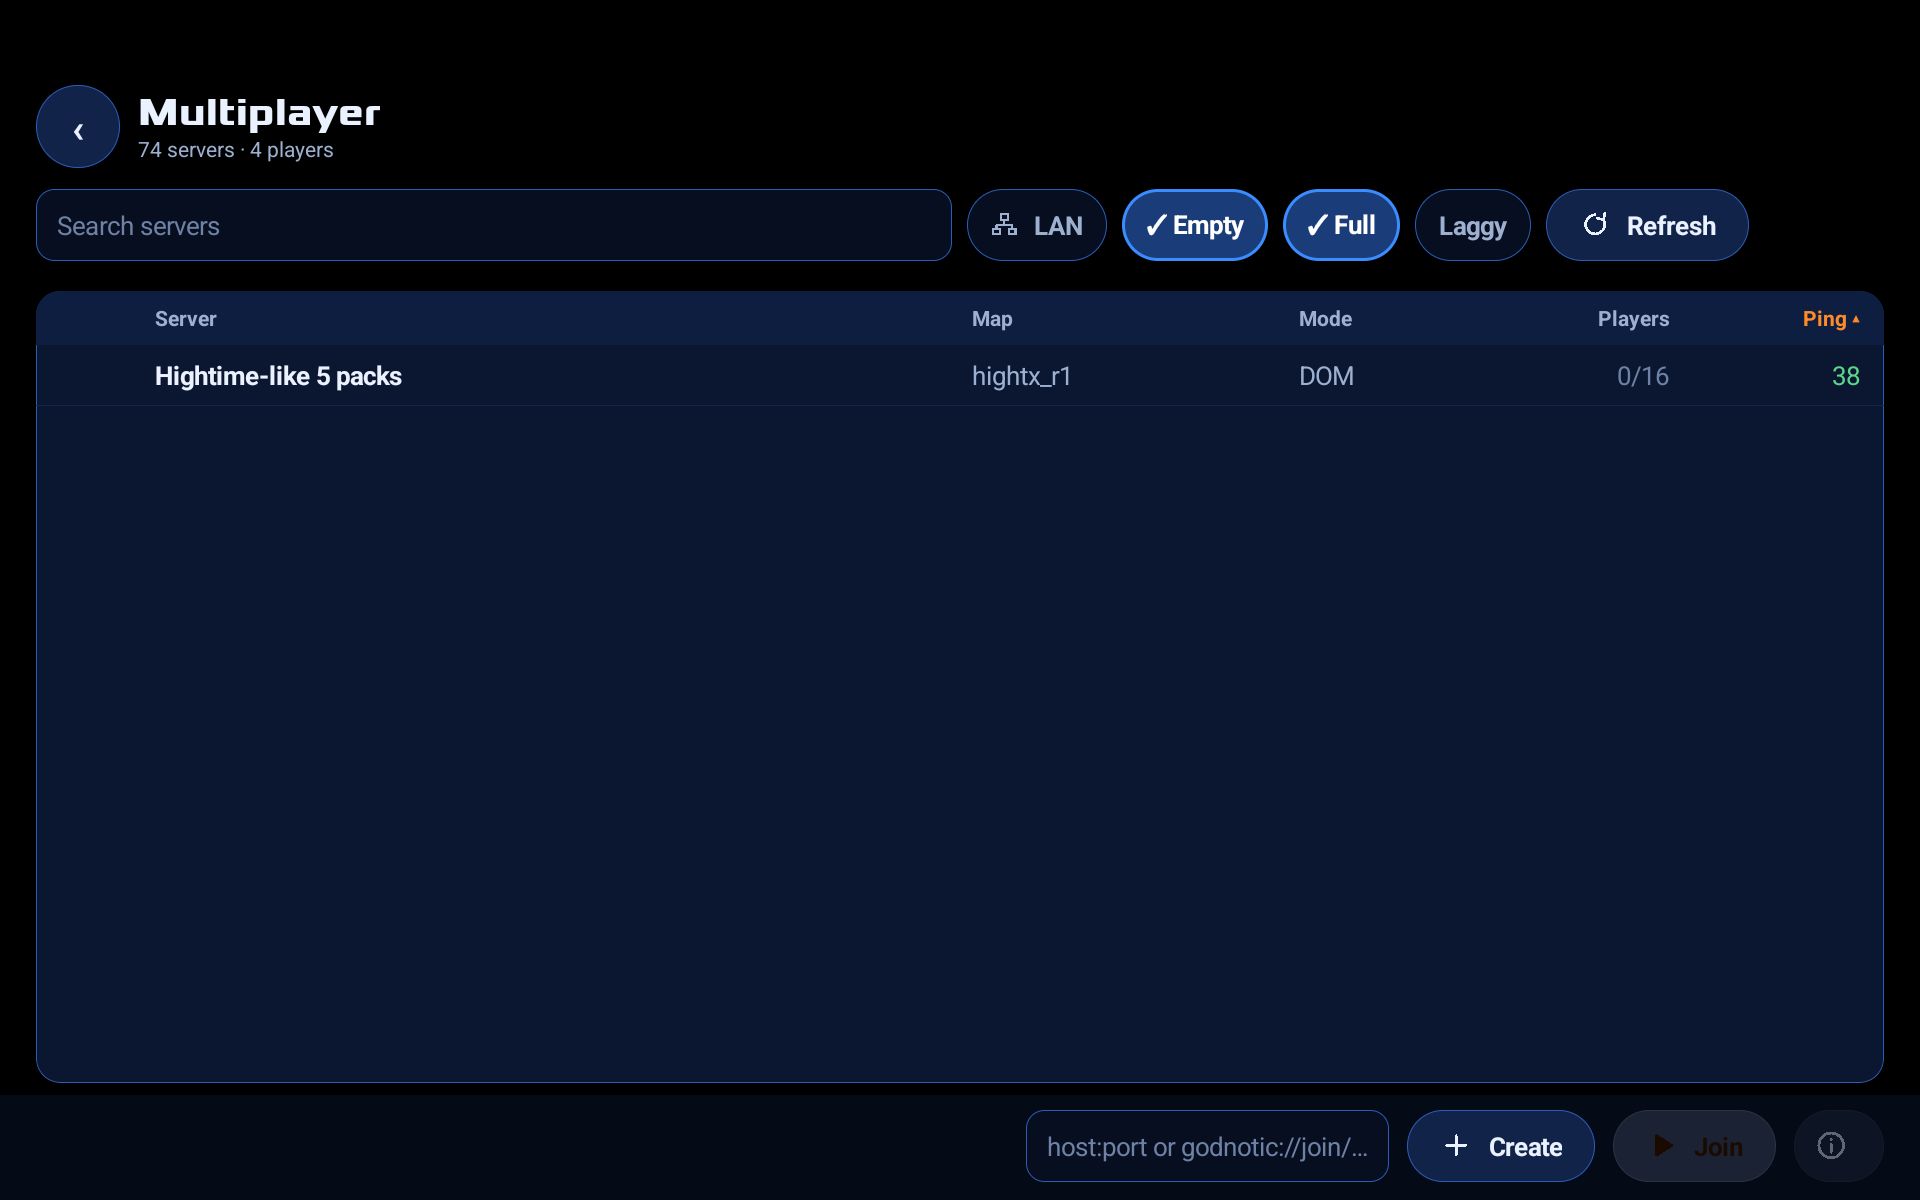 Multiplayer
74 servers · 4 players
Search servers
LAN
✓ Empty
✓ Full
Laggy
Refresh
Server Map Mode Players Ping ▲
Hightime-like 5 packs hightx_r1 DOM 0/16 38
host:port or godnotic://join/...
Create
Join